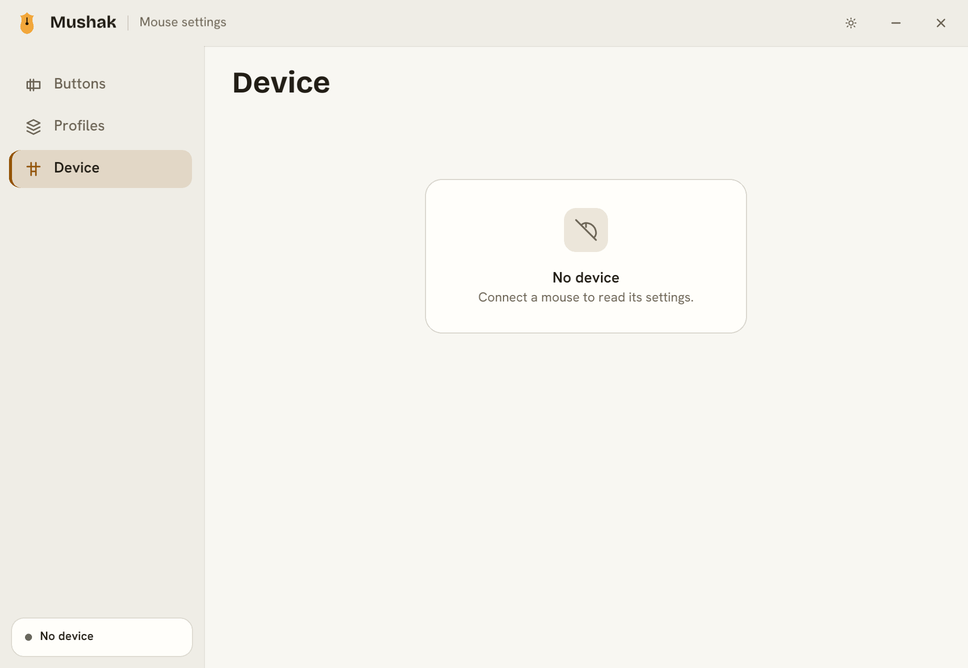 Mushak
Mouse settings
Buttons
Profiles
Device
Device
No device
Connect a mouse to read its settings.
No device